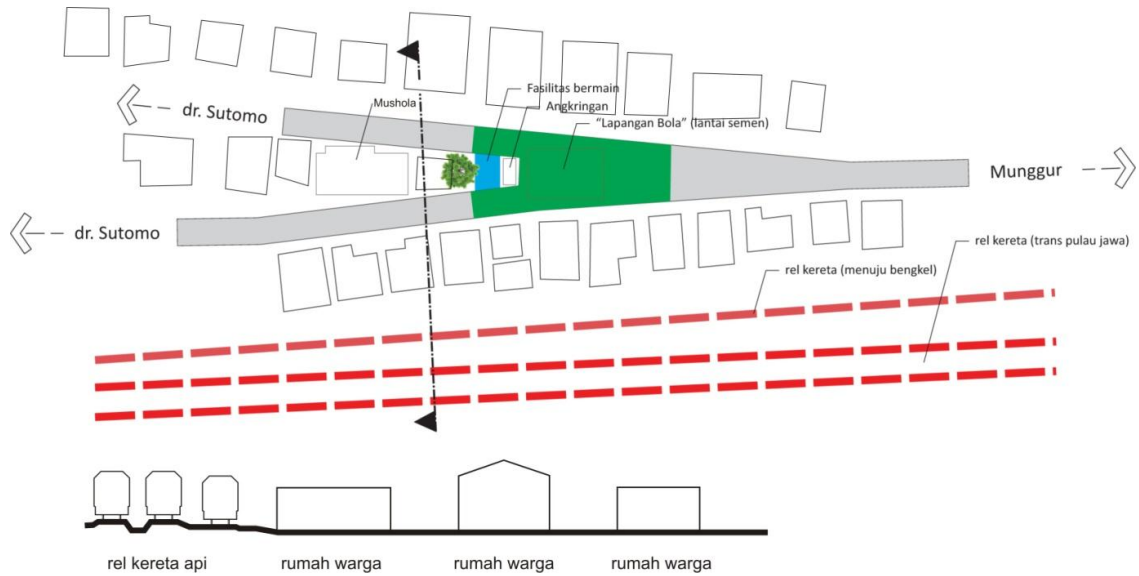 Fasilitas bermain
dr. Sutomo
Mushola
Angkringan
“Lapangan Bola” (lantai semen)
Munggur
dr. Sutomo
rel kereta (trans pulau jawa)
rel kereta (menuju bengkel)
rel kereta api
rumah warga
rumah warga
rumah warga